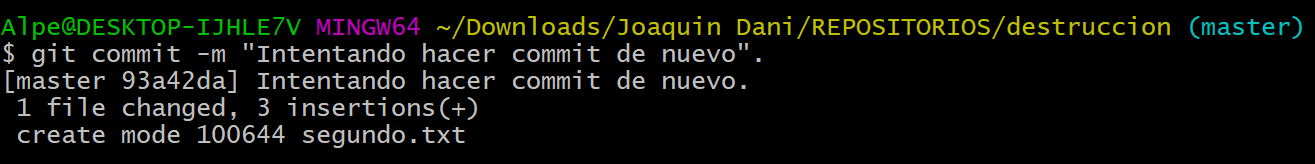 Alpe@DESKTOP-IJHLE7V MINGW64 ~/Downloads/Joaquin Dani/REPOSITORIOS/destruccion (master)
$ git commit -m "Intentando hacer commit de nuevo".
[master 93a42da] Intentando hacer commit de nuevo.
 1 file changed, 3 insertions(+)
 create mode 100644 segundo.txt